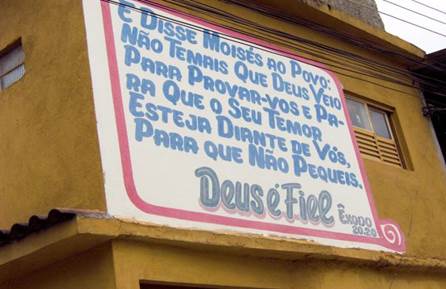 E Disse Moisés ao Povo:
Não Temais Que Deus Veio
Para Provar-vos e Pa-
ra Que o Seu Temor
Esteja Diante de Vós,
Para que Não Pequeis.
Deus é Fiel
Êxodo
20.20